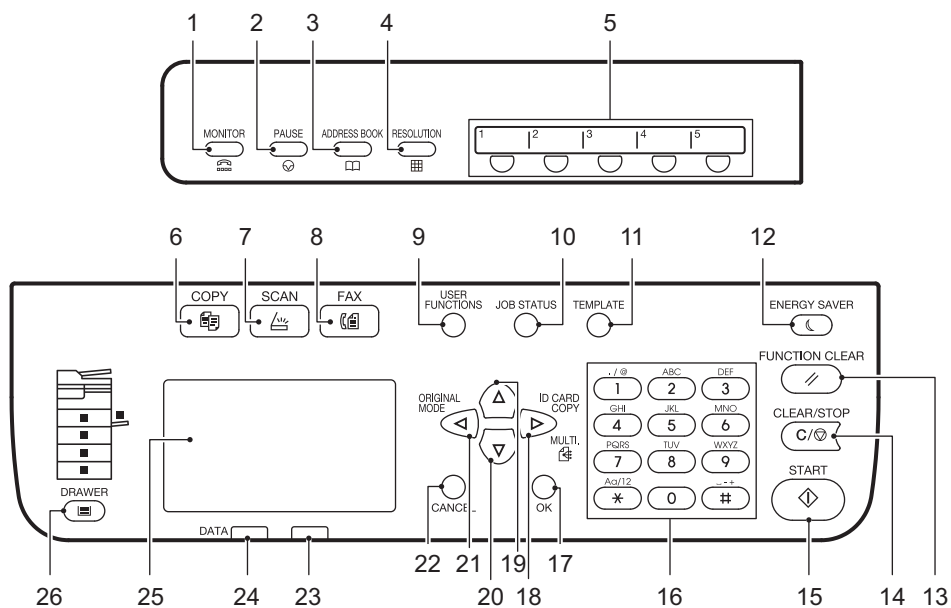 1 2 3 4 5
MONITOR PAUSE ADDRESS BOOK RESOLUTION
1 2 3 4 5
6 7 8 9 10 11 12
COPY SCAN FAX
USER FUNCTIONS
JOB STATUS
TEMPLATE
ENERGY SAVER
FUNCTION CLEAR
ORIGINAL MODE
ID CARD COPY
MULTI.
. / @ ABC DEF
1 2 3
GHI JKL MNO
4 5 6
PQRS TUV WXYZ
7 8 9
Aa/12 _-+
* 0 #
CLEAR/STOP
C/
START
DRAWER
CANCEL
OK
DATA
26 25 24 23 22 21 20 19 18 17 16 15 14 13